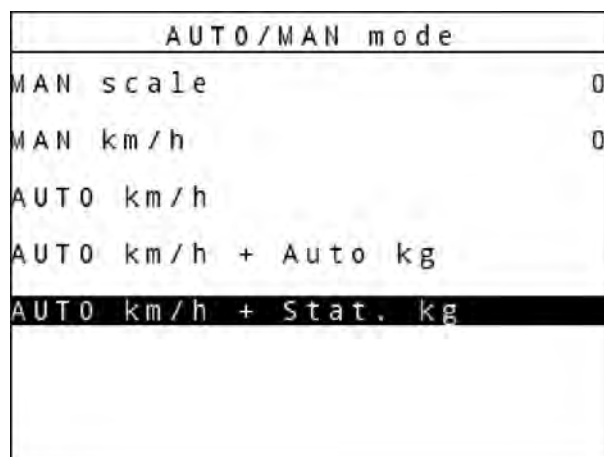 AUTO/MAN mode
MAN scale 0
MAN km/h 0
AUTO km/h
AUTO km/h + Auto kg
AUTO km/h + Stat. kg